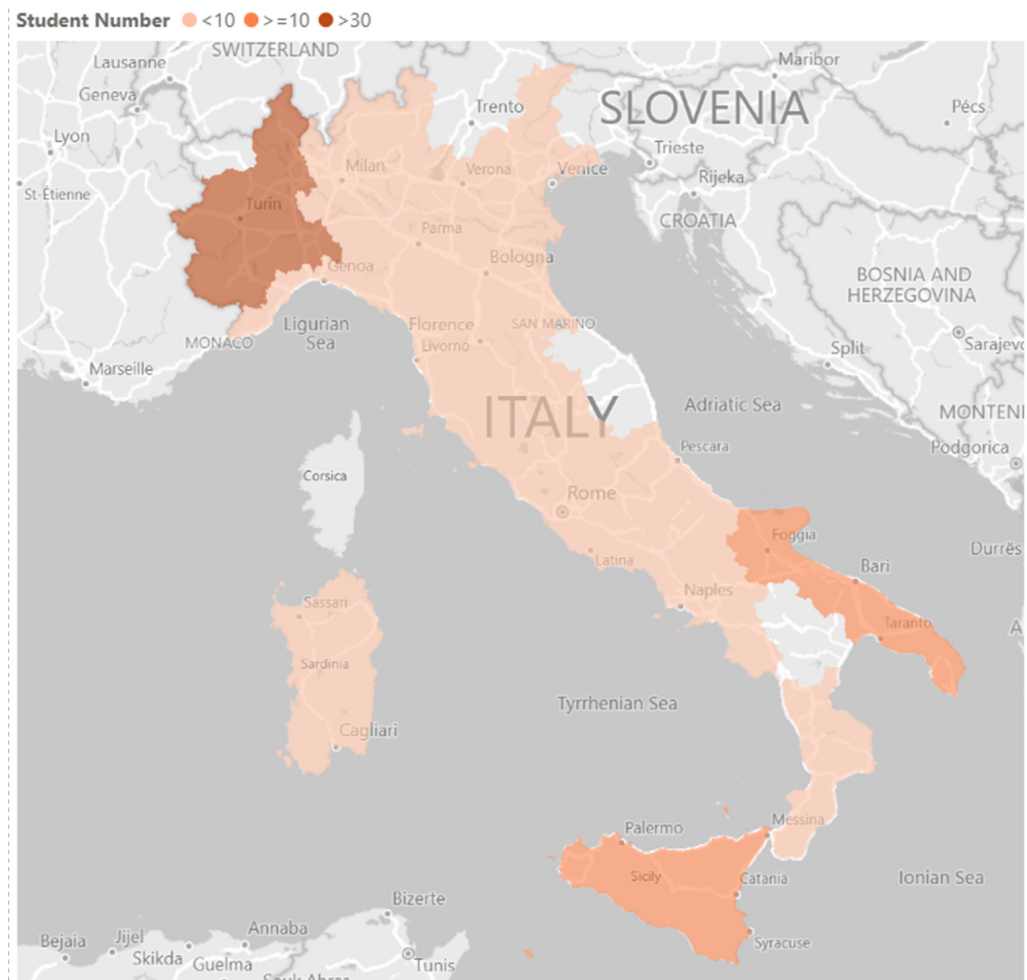 Student Number <10 >=10 >30
SWITZERLAND
Lausanne
Maribor
Geneva
Trento
SLOVENIA
Pécs
Lyon
Trieste
Milan
Verona
Venice
Rijeka
St-Étienne
Turin
CROATIA
Parma
Bologna
Genoa
BOSNIA AND
HERZEGOVINA
Ligurian
Sea
Florence
SAN MARINO
MONACO
Livorno
Split
Sarajevo
Marseille
ITALY
Adriatic Sea
MONTENI
Pescara
Podgorica
Corsica
Rome
Foggia
Durrës
Latina
Bari
Naples
Sassari
Taranto
A
Sardinia
Tyrrhenian Sea
Cagliari
Messina
Palermo
Sicily
Catania
Ionian Sea
Bizerte
Annaba
Bejaia
Jijel
Syracuse
Skikda
Guelma
Tunis
Souk Ahras